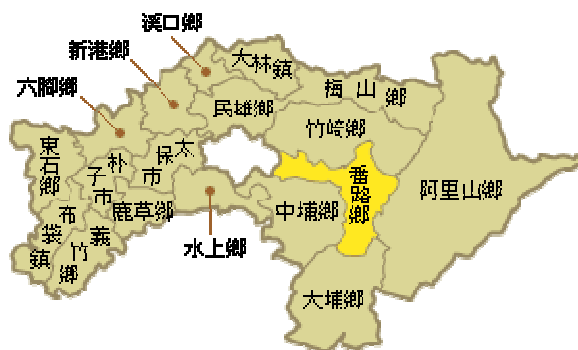 溪口鄉
新港鄉
六腳鄉
大林鎮
梅山鄉
民雄鄉
竹崎鄉
東石鄉
朴子市
太保市
番路鄉
阿里山鄉
布袋鎮
義竹鄉
鹿草鄉
水上鄉
中埔鄉
大埔鄉